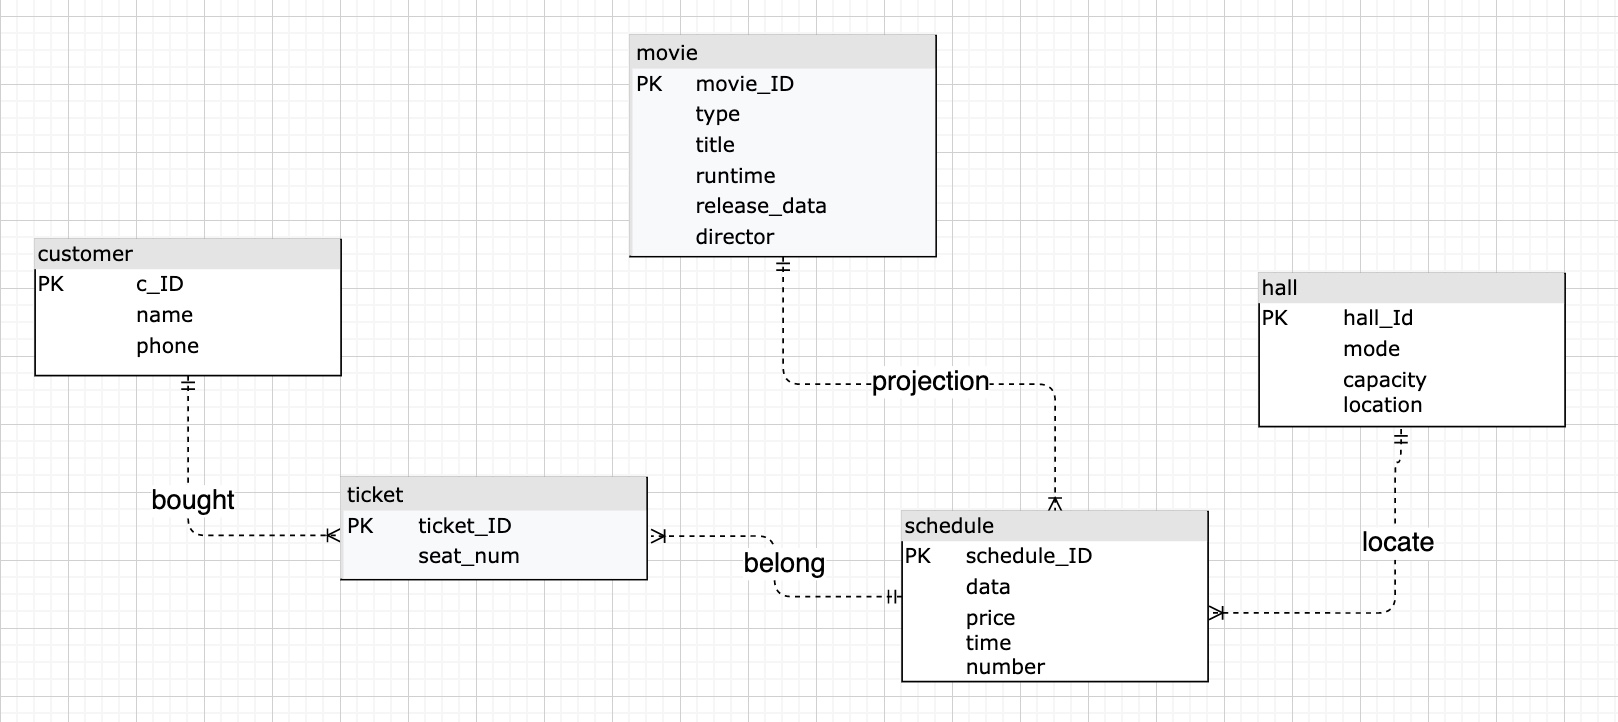 movie
PK movie_ID
type
title
runtime
release_data
director
customer
PK c_ID
name
phone
hall
PK hall_Id
mode
capacity
location
projection
bought
ticket
PK ticket_ID
seat_num
belong
schedule
PK schedule_ID
data
price
time
number
locate